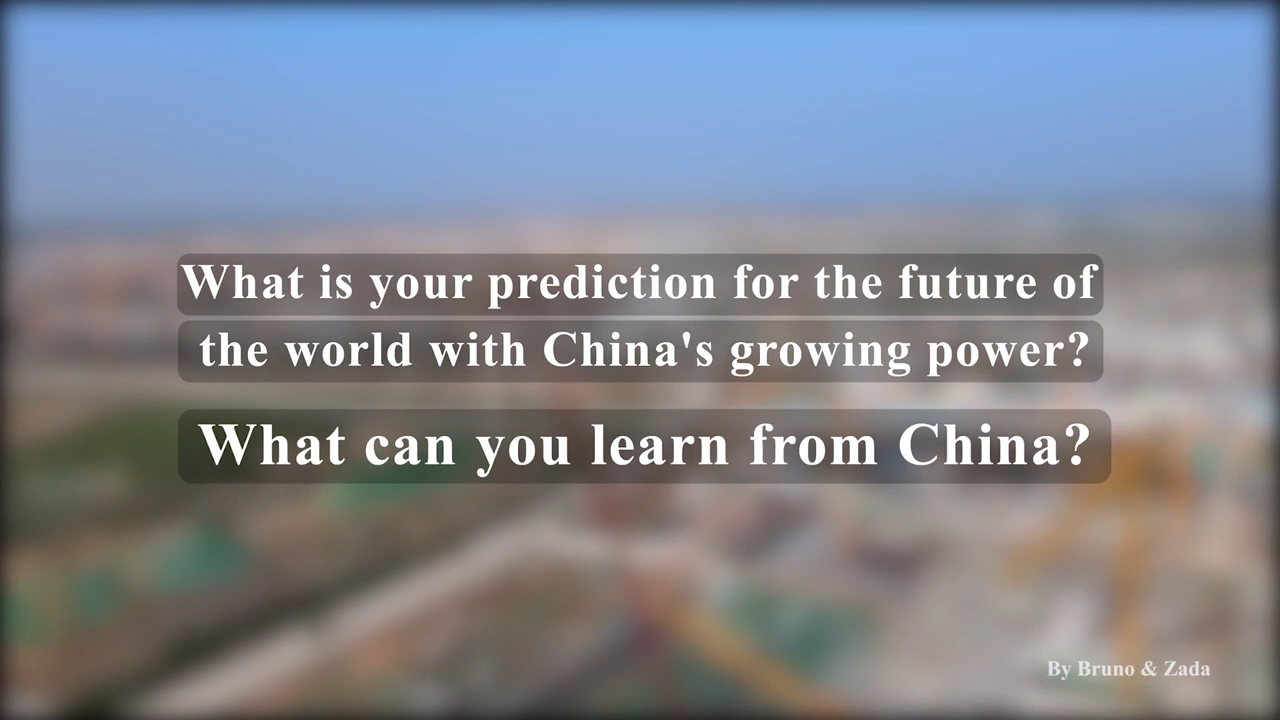 What is your prediction for the future of
the world with China's growing power?
What can you learn from China?
By Bruno & Zada